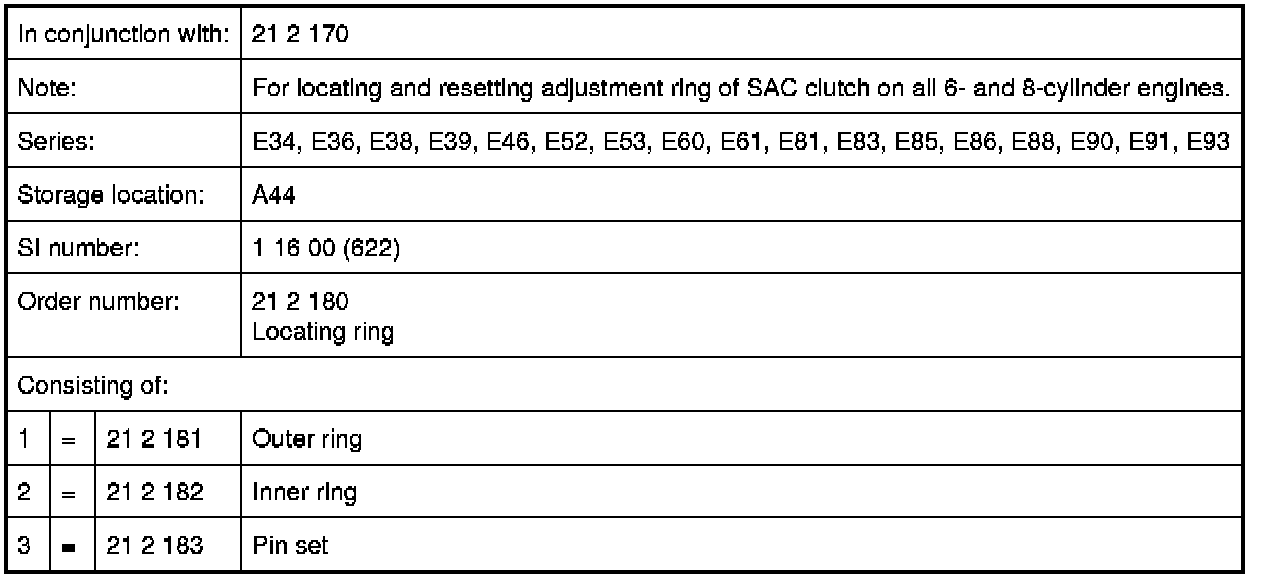 In conjunction with: 21 2 170
Note: For locating and resetting adjustment ring of SAC clutch on all 6- and 8-cylinder engines.
Series: E34, E36, E38, E39, E46, E52, E53, E60, E61, E81, E83, E85, E86, E88, E90, E91, E93
Storage location: A44
SI number: 1 16 00 (622)
Order number: 21 2 180
Locating ring
Consisting of:
1 = 21 2 181 Outer ring
2 = 21 2 182 Inner ring
3 = 21 2 183 Pin set